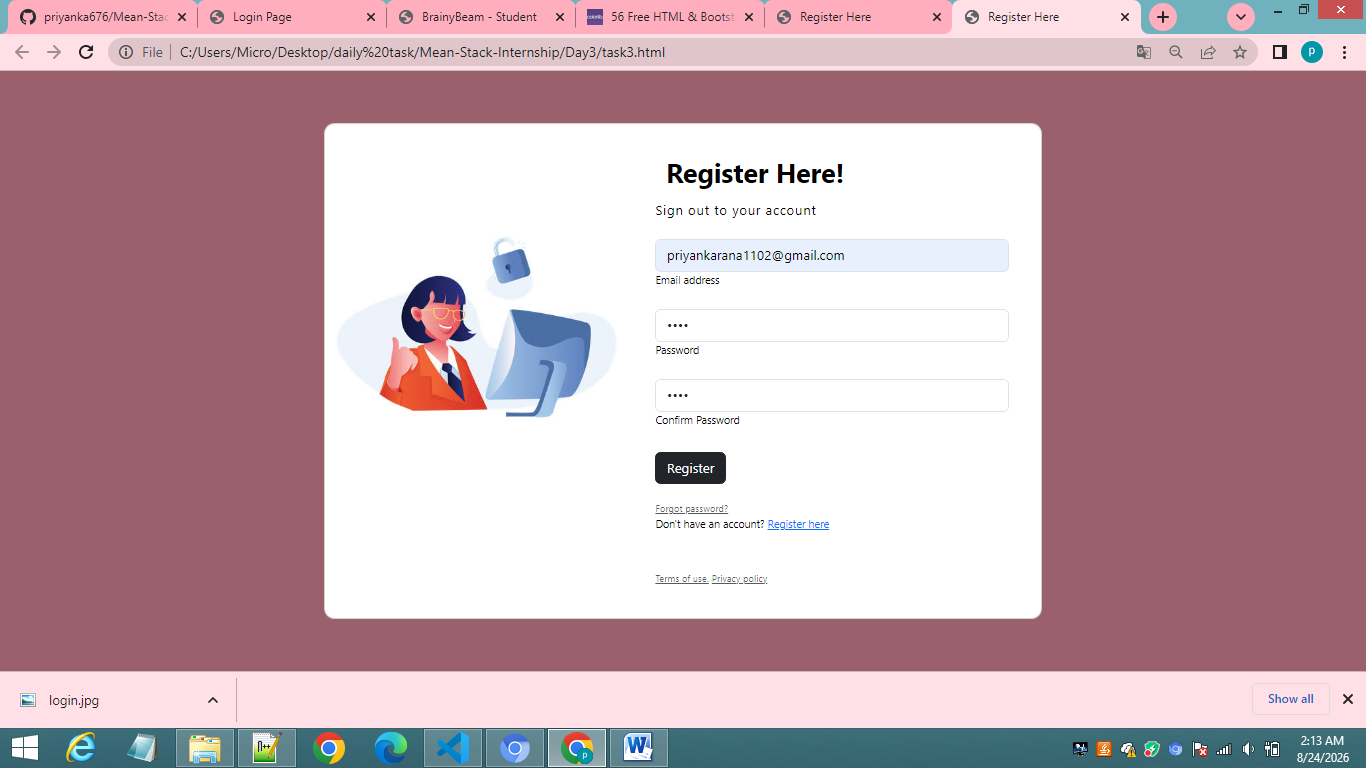 priyanka676/Mean-Stac
Login Page
BrainyBeam - Student
colorlib.
56 Free HTML & Bootst
Register Here
Register Here
File
C:/Users/Micro/Desktop/daily%20task/Mean-Stack-Internship/Day3/task3.html
P
Register Here!
Sign out to your account
priyankarana1102@gmail.com
Email address
••••
Password
••••
Confirm Password
Register
Forgot password?
Don't have an account? Register here
Terms of use. Privacy policy
login.jpg
Show all
2:13 AM
8/24/2026